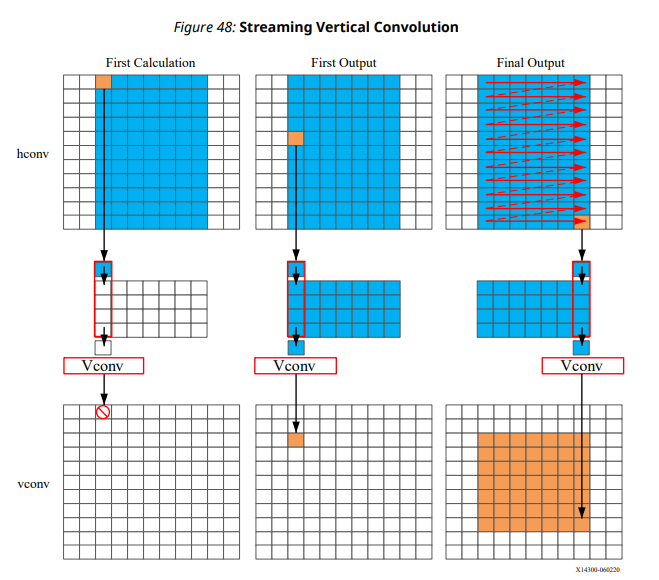 Figure 48: Streaming Vertical Convolution
First Calculation
First Output
Final Output
hconv
Vconv
Vconv
Vconv
vconv
X14300-060220